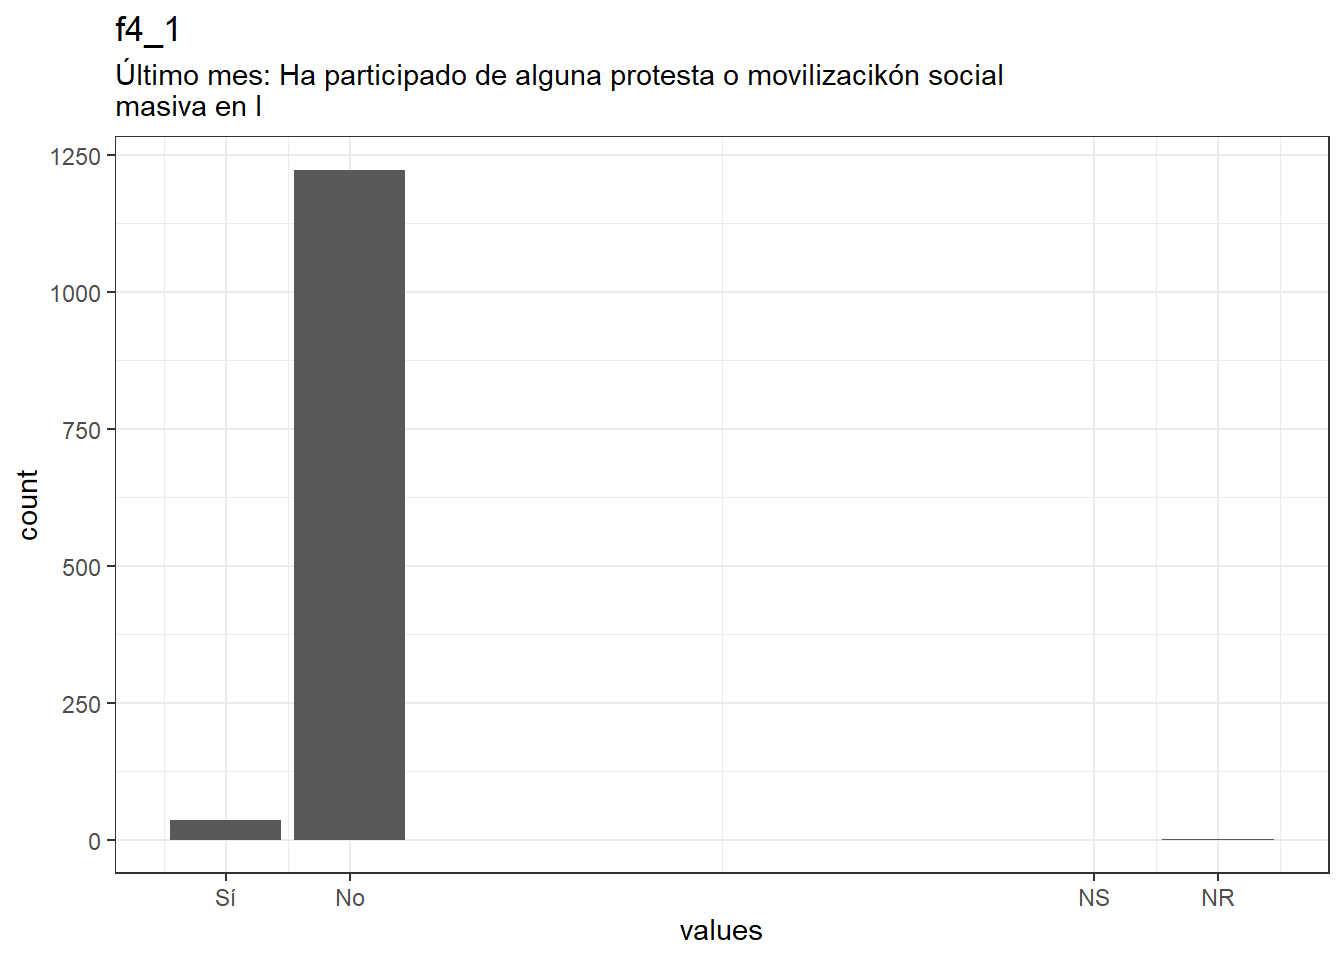 f4_1
Último mes: Ha participado de alguna protesta o movilizacikón social
masiva en l
1250
1000
750
500
250
0
count
Sí No NS NR
values